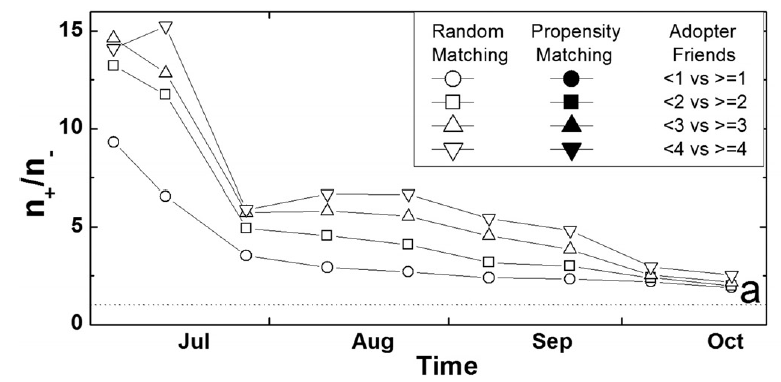 15
10
5
0
n+/n-
Random Matching
Propensity Matching
Adopter Friends
<1 vs >=1
<2 vs >=2
<3 vs >=3
<4 vs >=4
a
Jul
Aug
Sep
Oct
Time